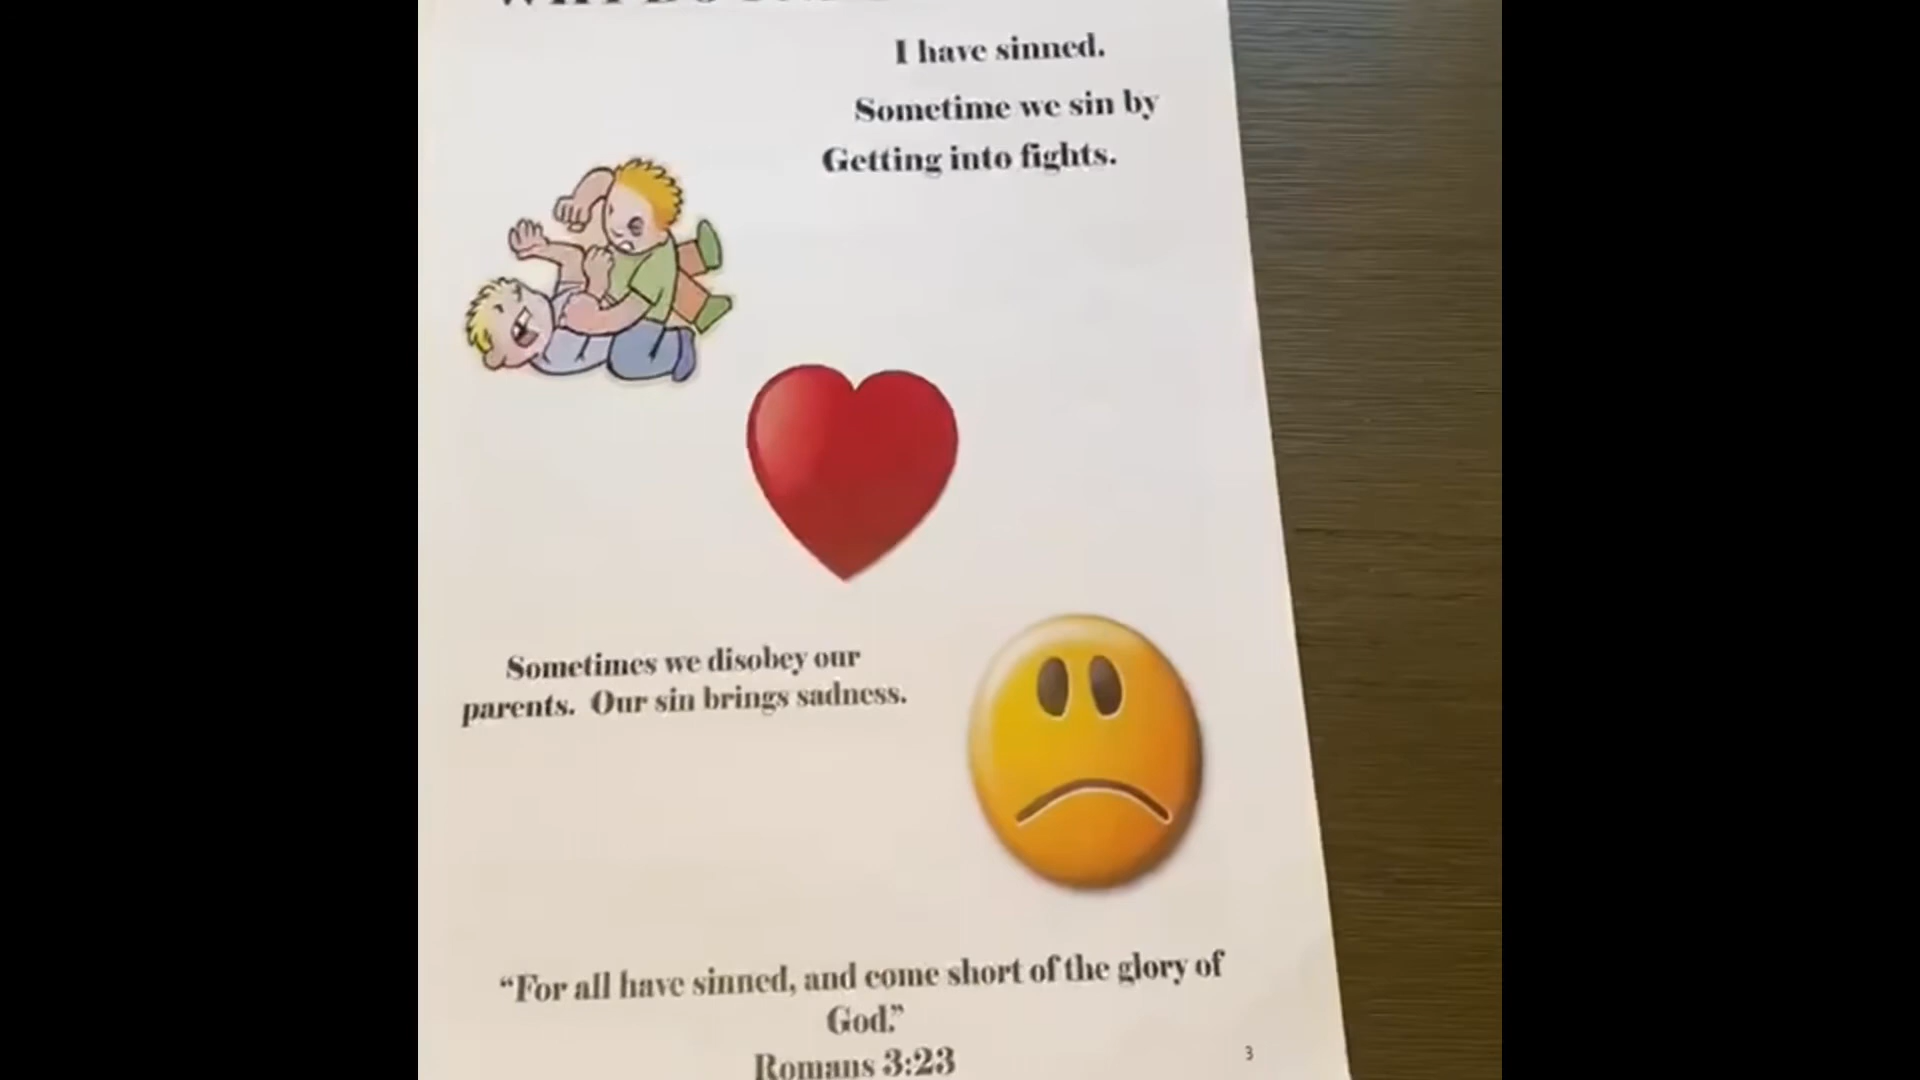 I have sinned.
Sometime we sin by
Getting into fights.
Sometimes we disobey our
parents. Our sin brings sadness.
“For all have sinned, and come short of the glory of
God.”
Romans 3:23
3